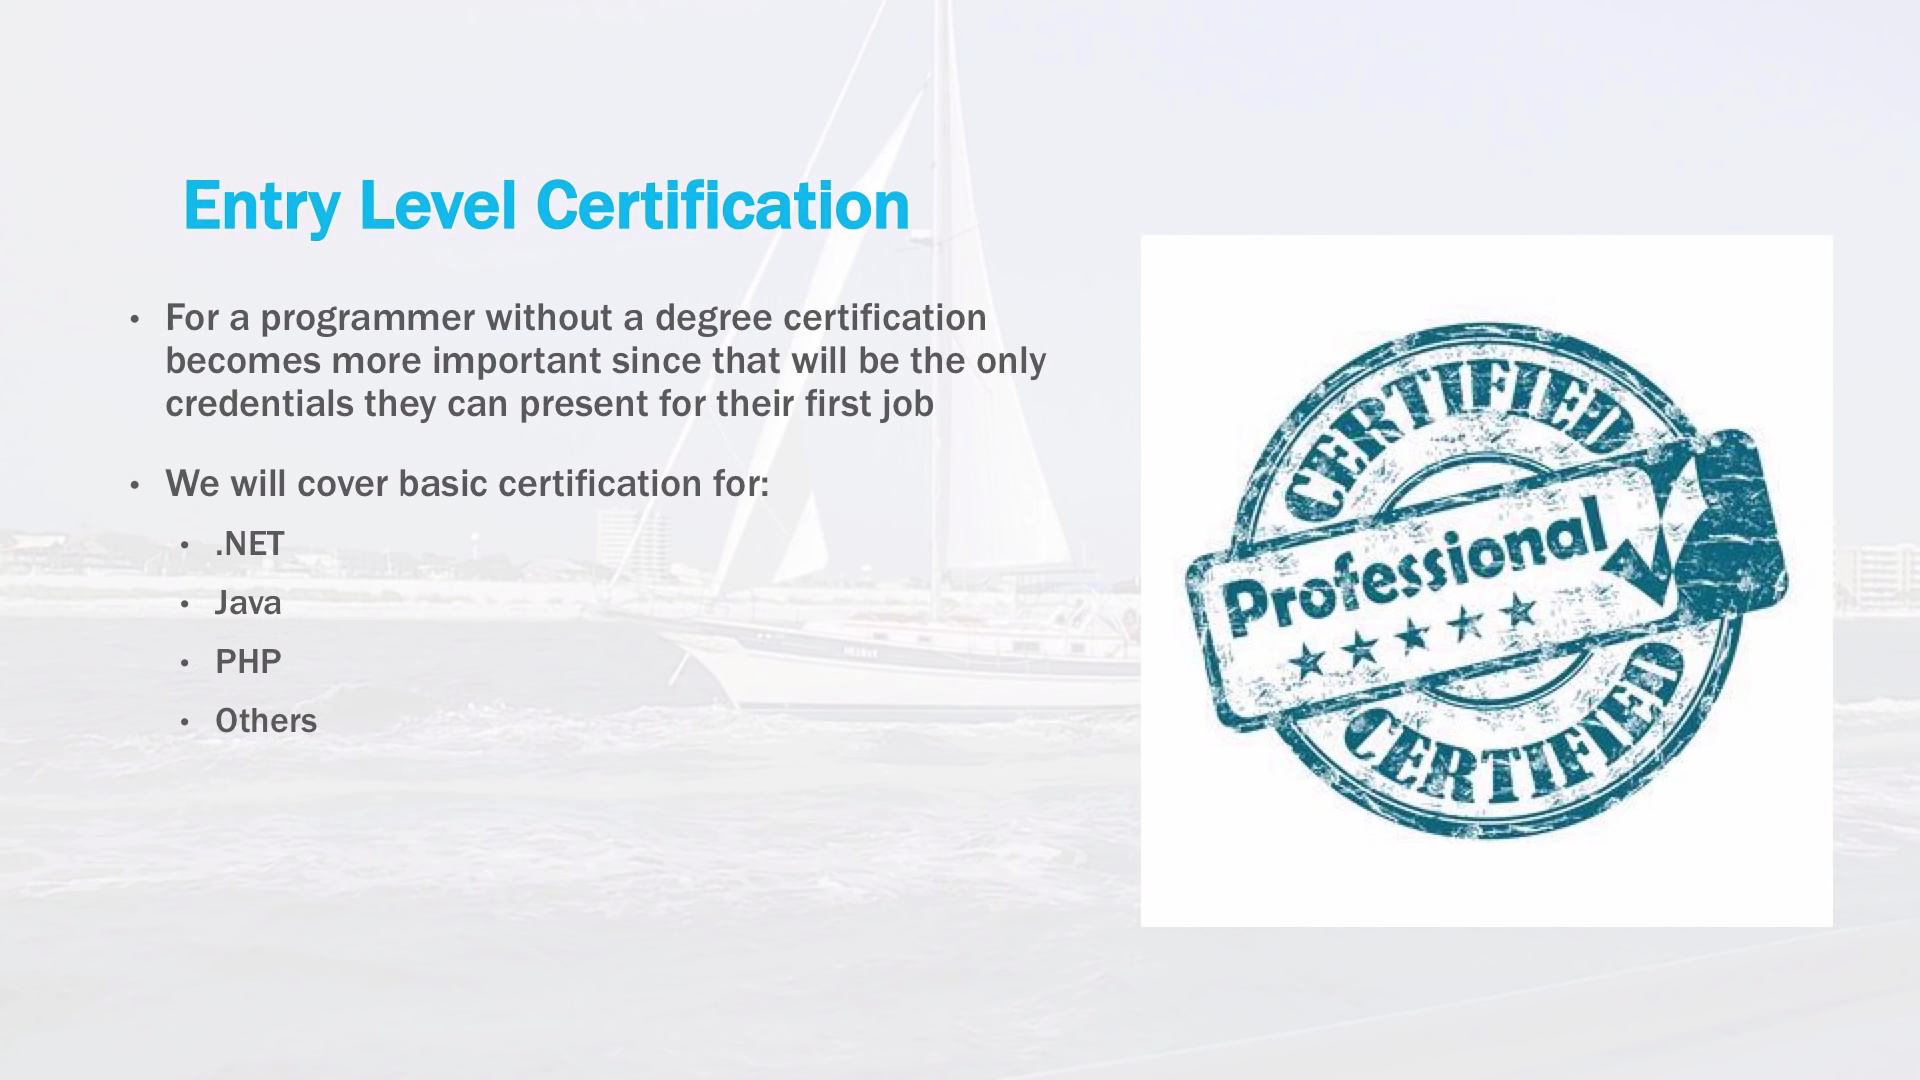 Entry Level Certification
• For a programmer without a degree certification
becomes more important since that will be the only
credentials they can present for their first job
• We will cover basic certification for:
• .NET
• Java
• PHP
• Others
CERTIFIED
Professional
CERTIFIED